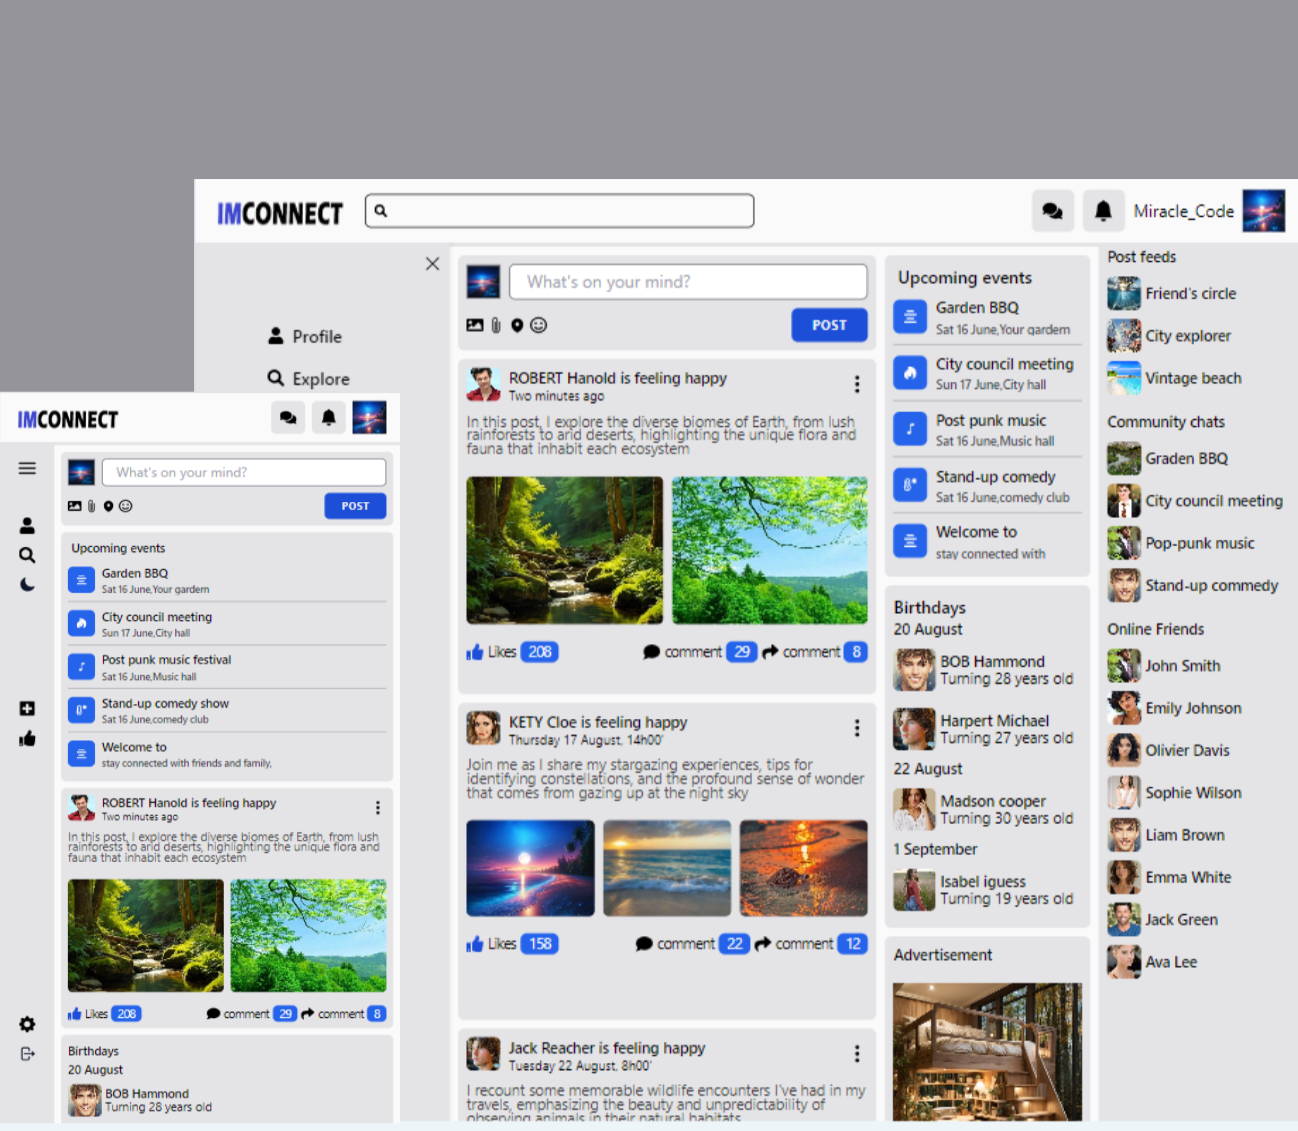 IMCONNECT
Miracle_Code
Profile
Explore
What's on your mind?
POST
ROBERT Hanold is feeling happy
Two minutes ago
In this post, I explore the diverse biomes of Earth, from lush
rainforests to arid deserts, highlighting the unique flora and
fauna that inhabit each ecosystem
Likes 208
comment 29
comment 8
KETY Cloe is feeling happy
Thursday 17 August, 14h00'
Join me as I share my stargazing experiences, tips for
identifying constellations, and the profound sense of wonder
that comes from gazing up at the night sky
Likes 158
comment 22
comment 12
Jack Reacher is feeling happy
Tuesday 22 August, 8h00'
I recount some memorable wildlife encounters I've had in my
travels, emphasizing the beauty and unpredictability of
observing animals in their natural habitats
Upcoming events
Garden BBQ
Sat 16 June,Your gardern
City council meeting
Sun 17 June,City hall
Post punk music
Sat 16 June,Music hall
Stand-up comedy
Sat 16 June,comedy club
Welcome to
stay connected with
Birthdays
20 August
BOB Hammond
Turning 28 years old
Harpert Michael
Turning 27 years old
22 August
Madson cooper
Turning 30 years old
1 September
Isabel iguess
Turning 19 years old
Advertisement
Post feeds
Friend's circle
City explorer
Vintage beach
Community chats
Graden BBQ
City council meeting
Pop-punk music
Stand-up commedy
Online Friends
John Smith
Emily Johnson
Olivier Davis
Sophie Wilson
Liam Brown
Emma White
Jack Green
Ava Lee
IMCONNECT
What's on your mind?
POST
Upcoming events
Garden BBQ
Sat 16 June,Your gardern
City council meeting
Sun 17 June,City hall
Post punk music festival
Sat 16 June,Music hall
Stand-up comedy show
Sat 16 June,comedy club
Welcome to
stay connected with friends and family,
ROBERT Hanold is feeling happy
Two minutes ago
In this post, I explore the diverse biomes of Earth, from lush
rainforests to arid deserts, highlighting the unique flora and
fauna that inhabit each ecosystem
Likes 208
comment 29
comment 8
Birthdays
20 August
BOB Hammond
Turning 28 years old